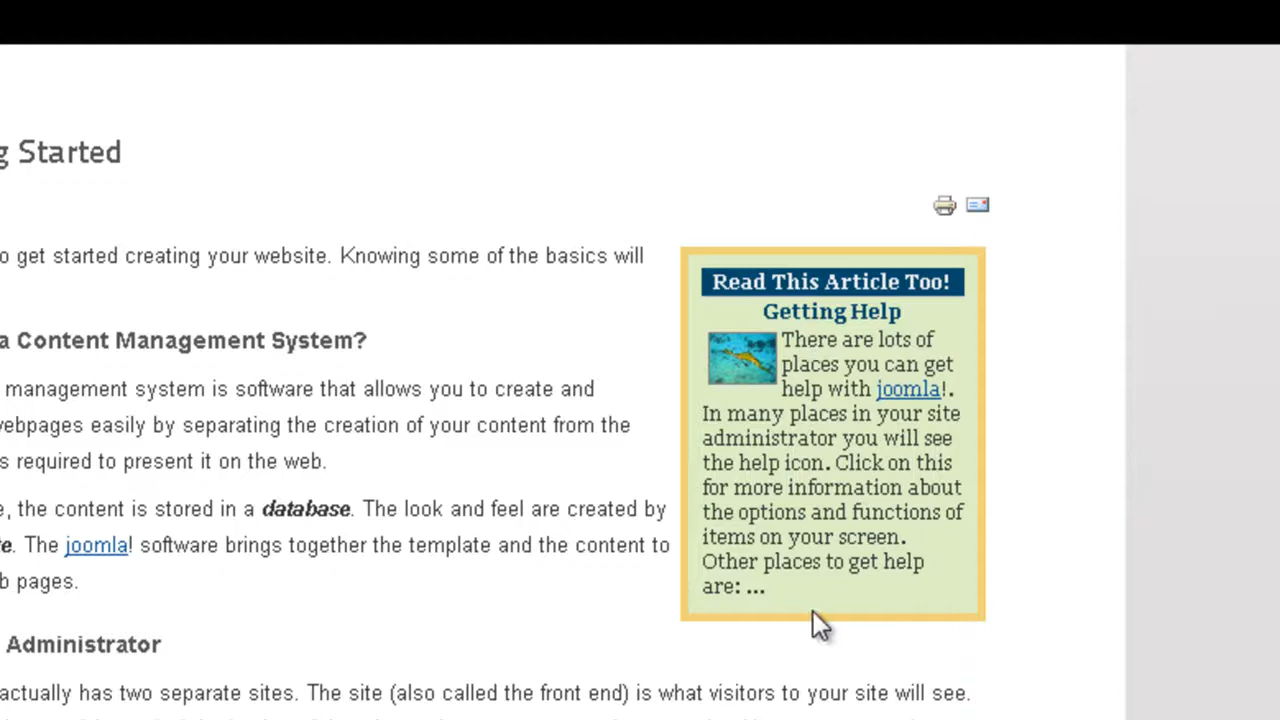 Started
o get started creating your website. Knowing some of the basics will
a Content Management System?
management system is software that allows you to create and
webpages easily by separating the creation of your content from the
s required to present it on the web.
e, the content is stored in a database. The look and feel are created by
te. The joomla! software brings together the template and the content to
b pages.
Administrator
actually has two separate sites. The site (also called the front end) is what visitors to your site will see.
Read This Article Too!
Getting Help
There are lots of
places you can get
help with joomla!.
In many places in your site
administrator you will see
the help icon. Click on this
for more information about
the options and functions of
items on your screen.
Other places to get help
are: ...